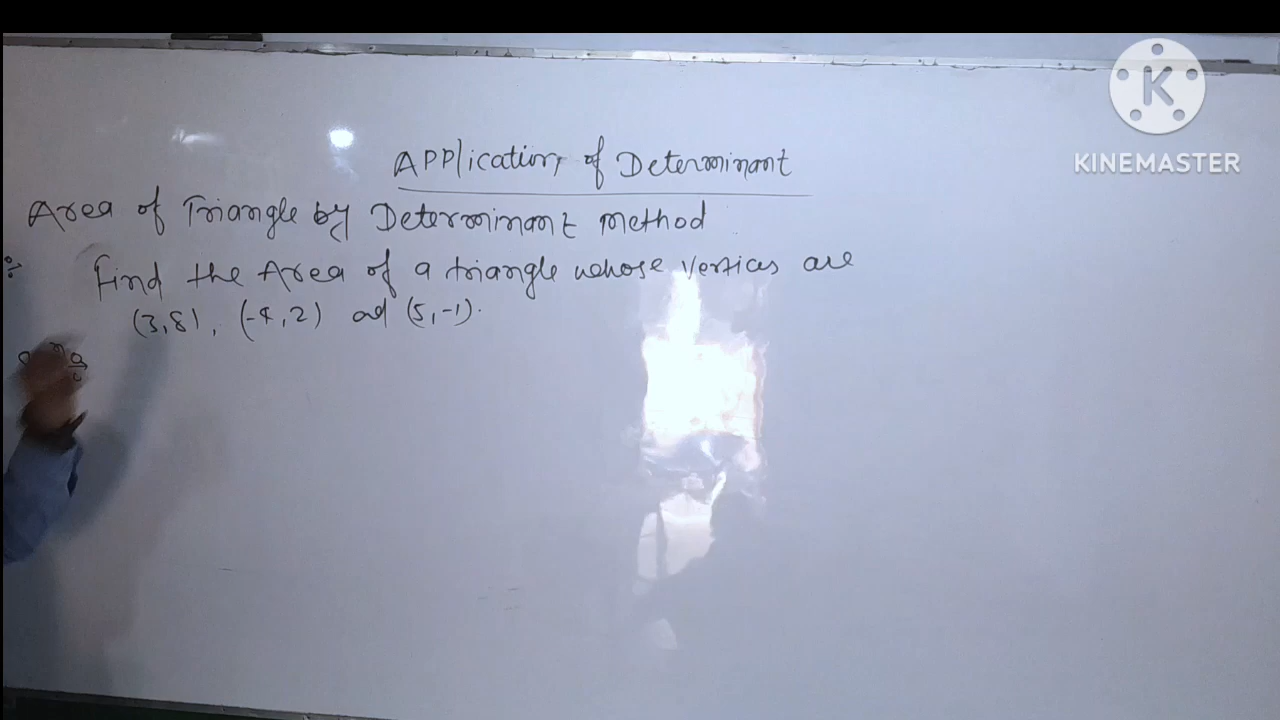 KINEMASTER
Application of Determinant
Area of Triangle by Determinant Method
Find the Area of a triangle whose vertices are
(3,8), (-4,2) ad (5,-1).